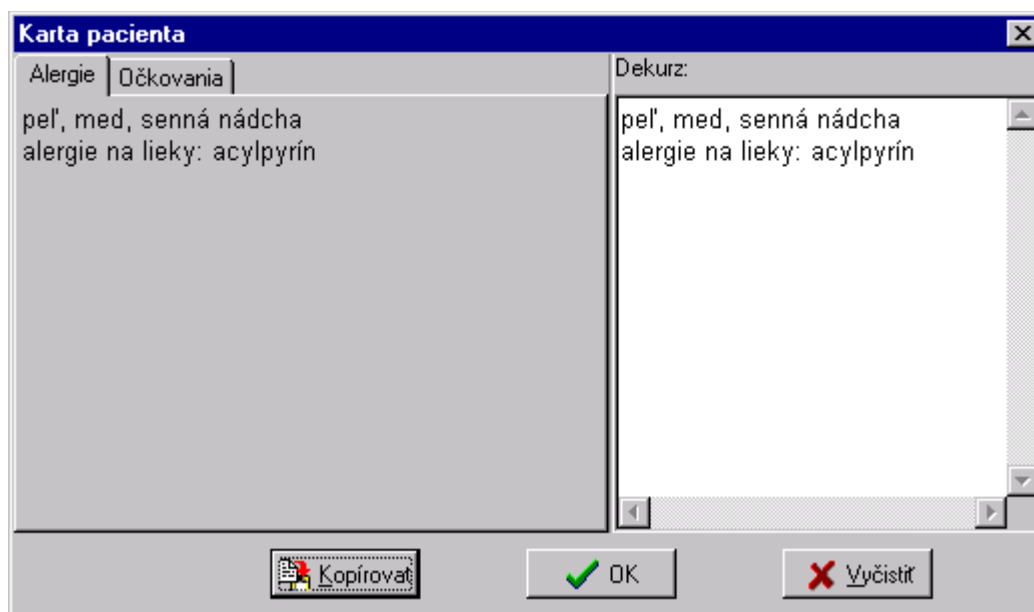 Karta pacienta
Alergie
Očkovania
peľ, med, senná nádcha
alergie na lieky: acylpyrín
Dekurz:
peľ, med, senná nádcha
alergie na lieky: acylpyrín
Kopírovať
OK
Vyčistiť